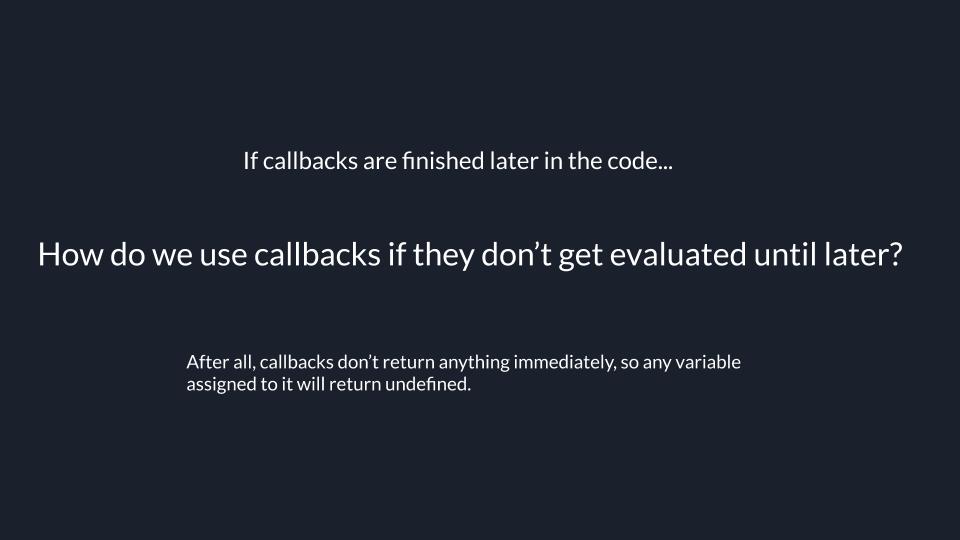 If callbacks are finished later in the code...
How do we use callbacks if they don’t get evaluated until later?
After all, callbacks don’t return anything immediately, so any variable
assigned to it will return undefined.